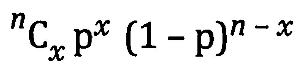 ⁿCₓ pˣ (1 – p)ⁿ ⁻ ˣ